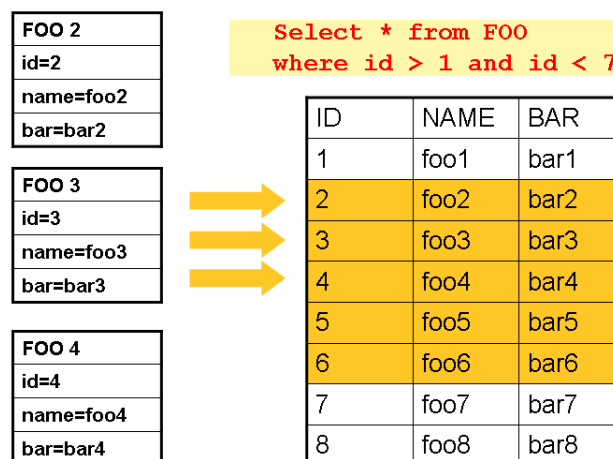 FOO 2
id=2
name=foo2
bar=bar2
FOO 3
id=3
name=foo3
bar=bar3
FOO 4
id=4
name=foo4
bar=bar4
Select * from FOO
where id > 1 and id < 7
ID NAME BAR
1 foo1 bar1
2 foo2 bar2
3 foo3 bar3
4 foo4 bar4
5 foo5 bar5
6 foo6 bar6
7 foo7 bar7
8 foo8 bar8